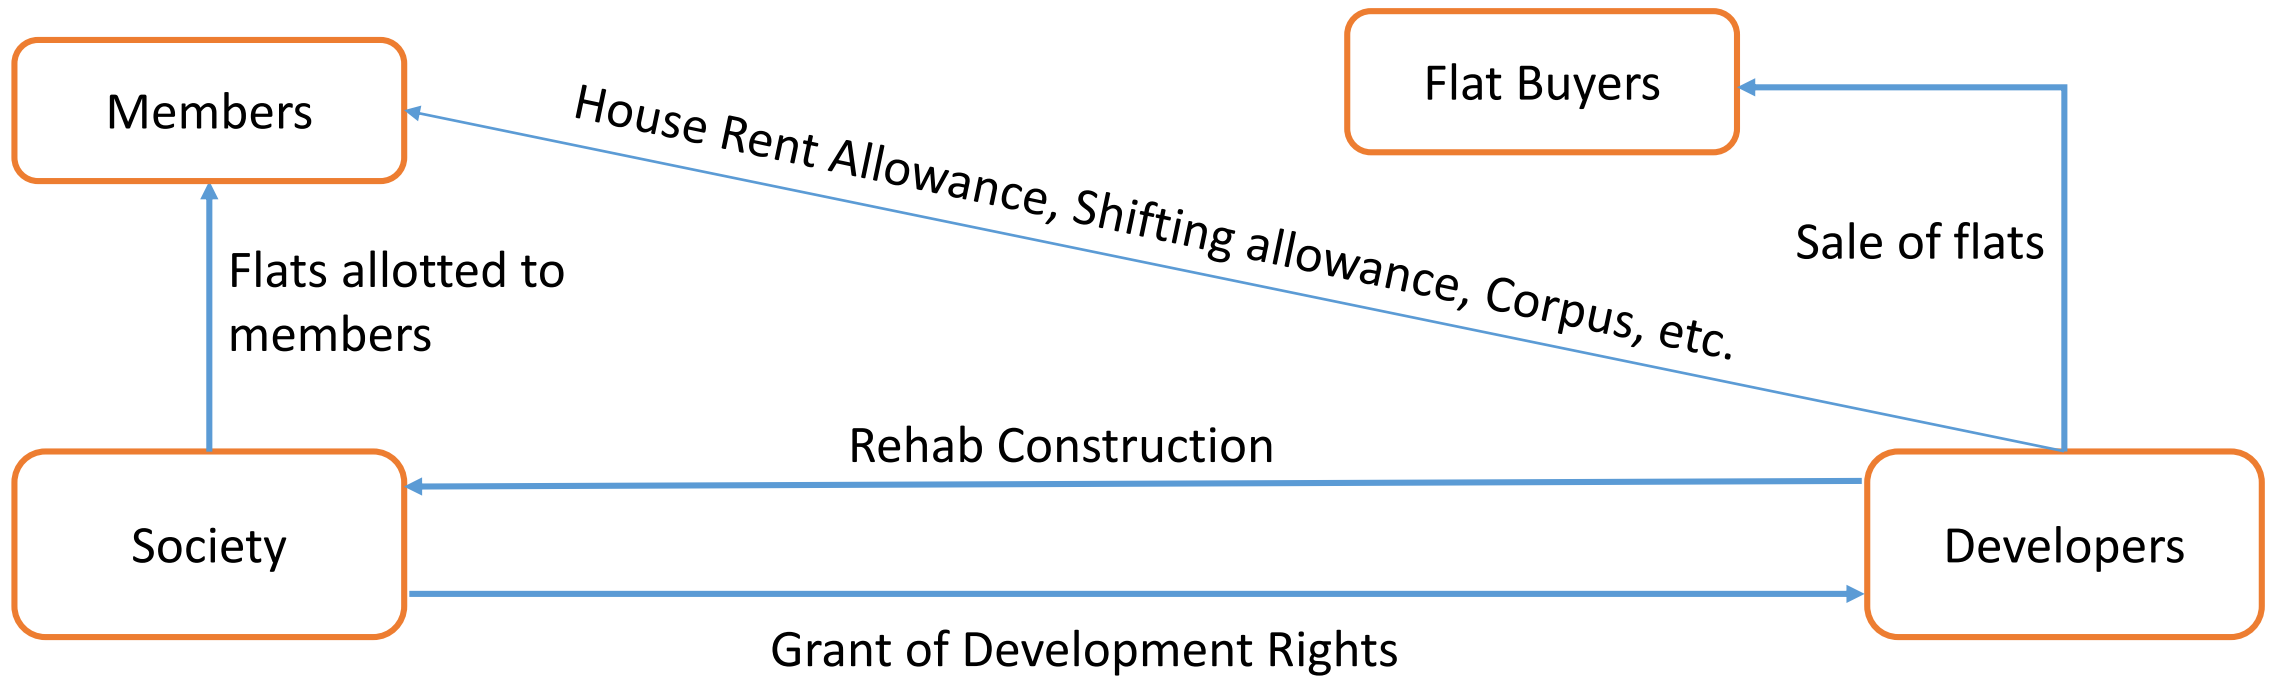 Members
Flat Buyers
House Rent Allowance, Shifting allowance, Corpus, etc.
Sale of flats
Flats allotted to
members
Rehab Construction
Society
Developers
Grant of Development Rights